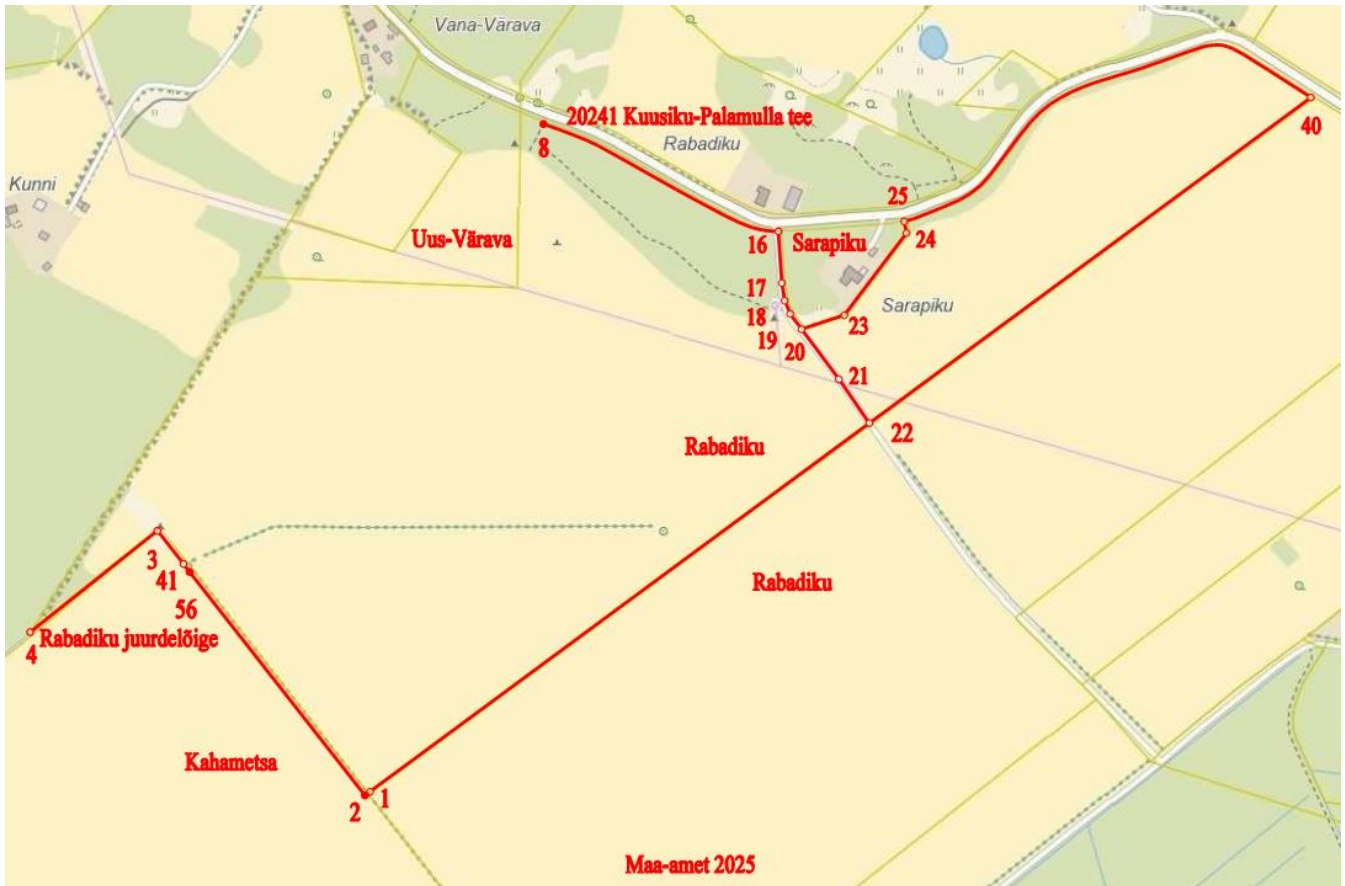 Vana-Värava
20241 Kuusiku-Palamulla tee
8
Rabadiku
40
Kunni
25
Uus-Värava
16
Sarapiku
24
17
18
Sarapiku
23
19
20
21
22
Rabadiku
3
41
56
Rabadiku
4
Rabadiku juurdelõige
Kahametsa
1
2
Maa-amet 2025